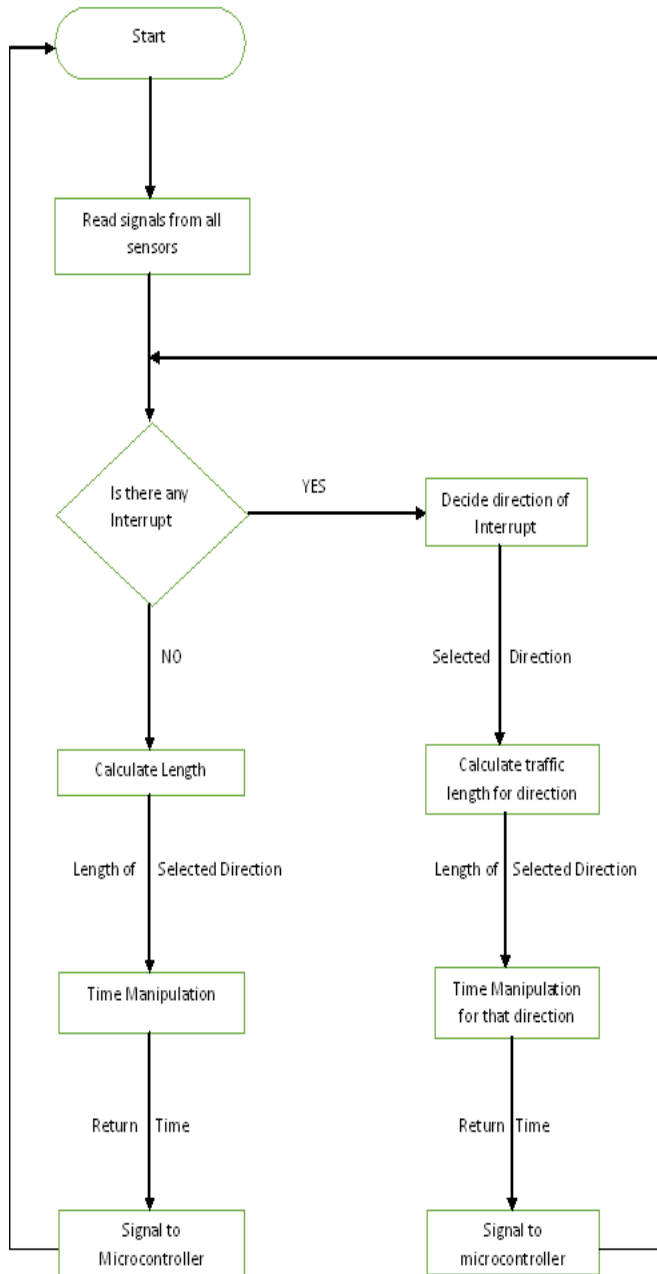 Start
Read signals from all
sensors
Is there any
Interrupt
YES
Decide direction of
Interrupt
NO
Selected Direction
Calculate Length
Calculate traffic
length for direction
Length of Selected Direction
Length of Selected Direction
Time Manipulation
Time Manipulation
for that direction
Return Time
Return Time
Signal to
Microcontroller
Signal to
microcontroller